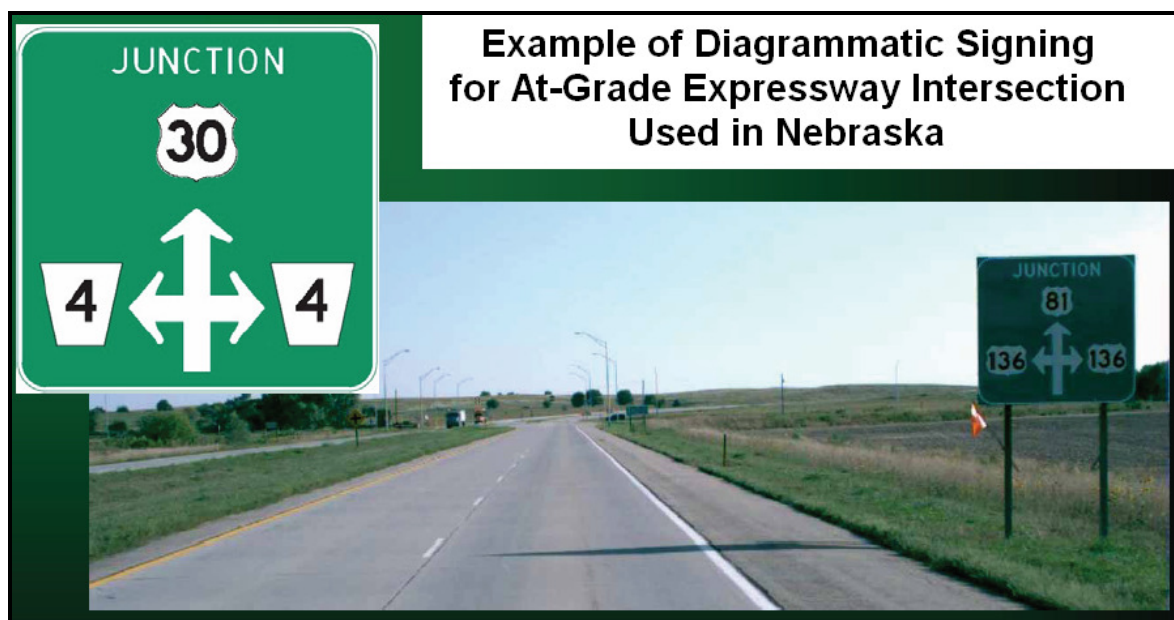 JUNCTION
30
4 4
Example of Diagrammatic Signing
for At-Grade Expressway Intersection
Used in Nebraska
JUNCTION
81
136 136